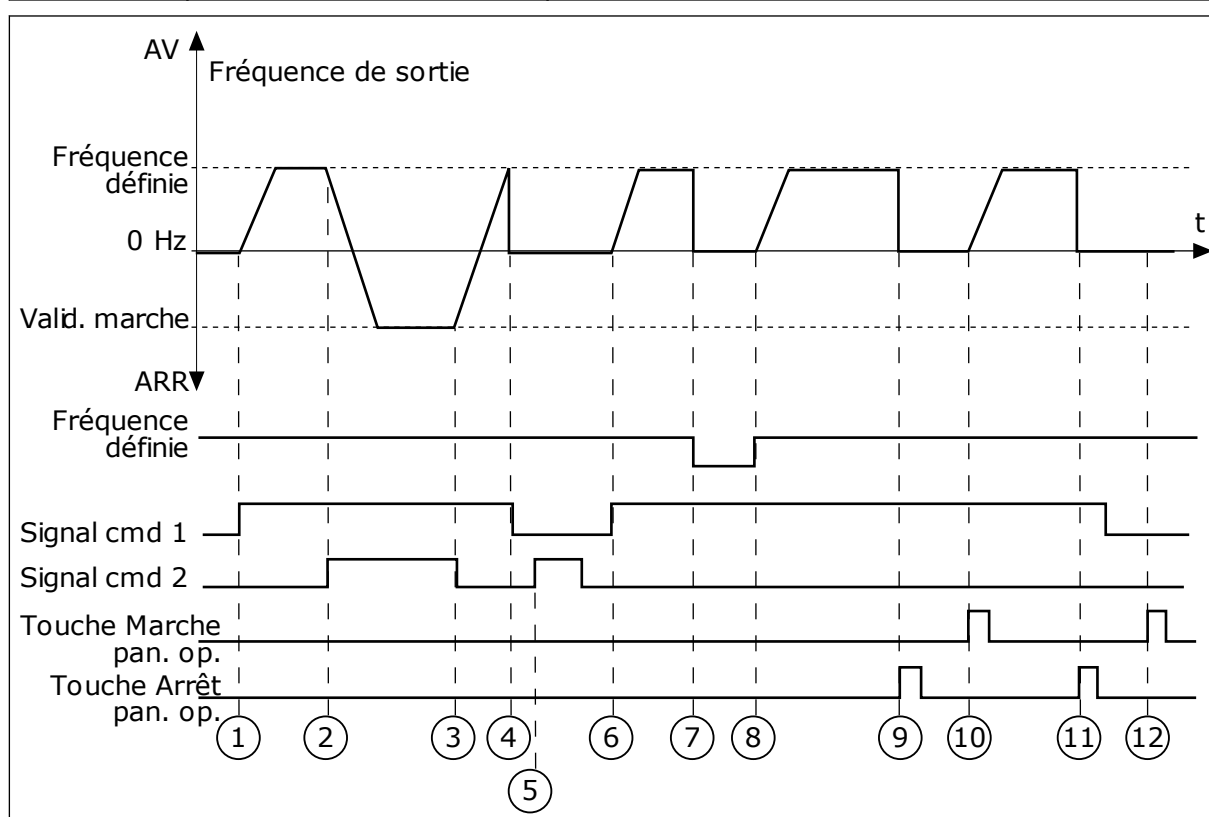 AV
Fréquence de sortie
Fréquence
définie
0 Hz
t
Valid. marche
ARR
Fréquence
définie
Signal cmd 1
Signal cmd 2
Touche Marche
pan. op.
Touche Arrêt
pan. op.
1 2 3 4 6 7 8 9 10 11 12
5